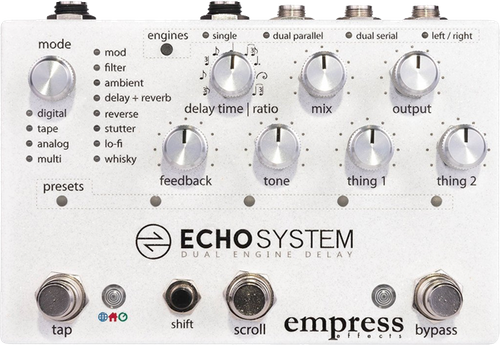 mode
engines
single
dual parallel
dual serial
left / right
mod
filter
ambient
delay + reverb
reverse
stutter
lo-fi
whisky
digital
tape
analog
multi
delay time | ratio
mix
output
feedback
tone
thing 1
thing 2
presets
ECHOSYSTEM
DUAL ENGINE DELAY
tap
shift
scroll
empress
effects
bypass